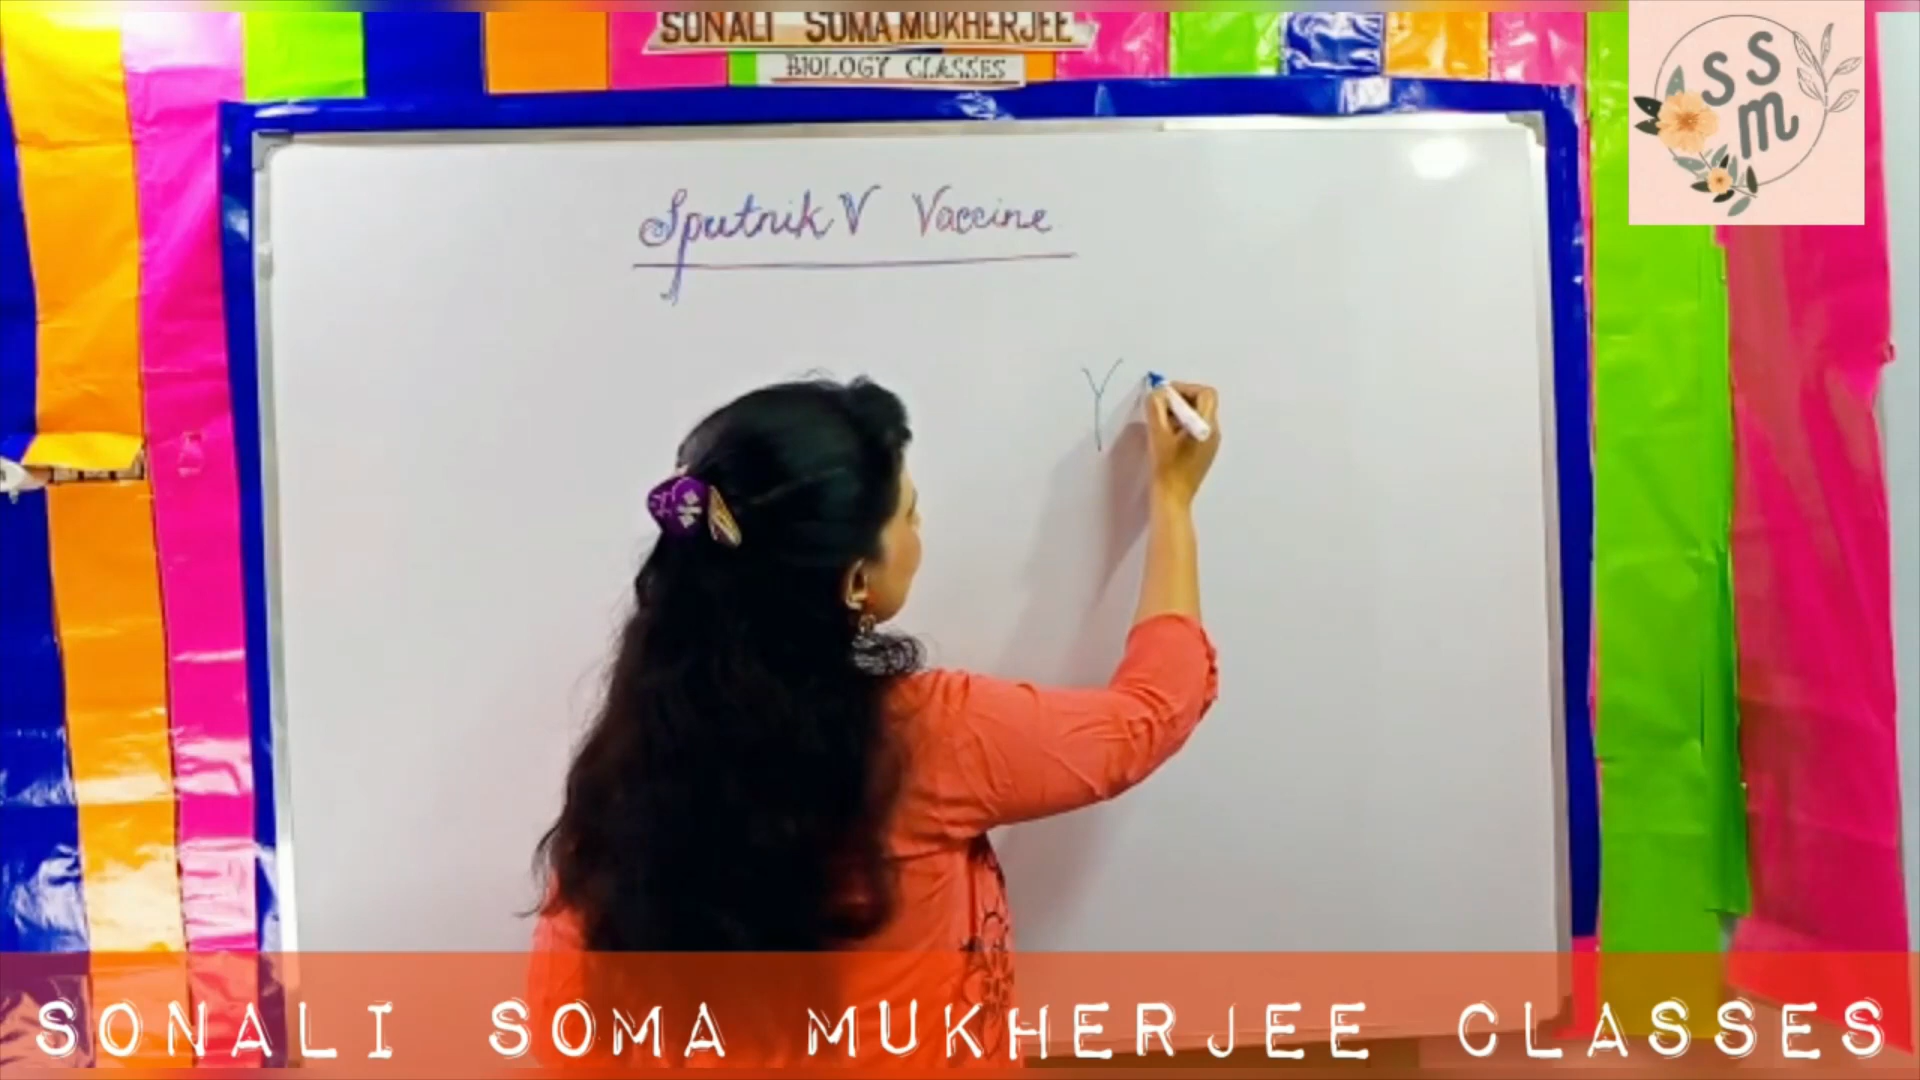 SONALI SOMA MUKHERJEE
BIOLOGY CLASSES
SSM
Sputnik V Vaccine
Y
SONALI SOMA MUKHERJEE CLASSES